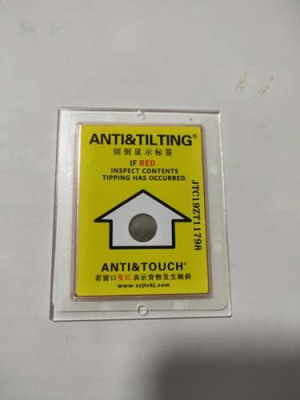 ANTI&TILTING®
倾倒显示标签
IF RED
INSPECT CONTENTS
TIPPING HAS OCCURRED.
JTC19ZT11798
ANTI&TOUCH®
若窗口变红表示货物发生倾斜
www.szjtckj.com